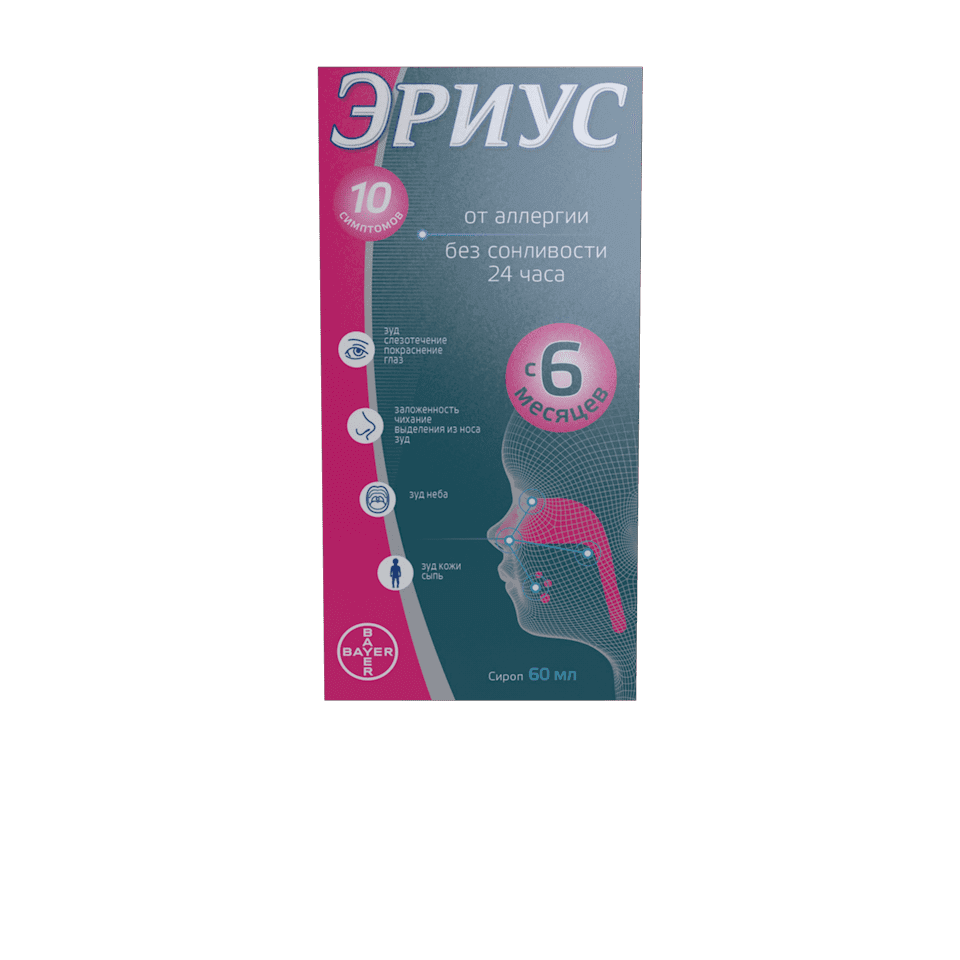 ЭРИУС
10
симптомов
от аллергии
без сонливости
24 часа
зуд
слезотечение
покраснение
глаз
с 6
месяцев
заложенность
чихание
выделения из носа
зуд
зуд неба
зуд кожи
сыпь
BAYER
BAYER
Сироп 60 мл